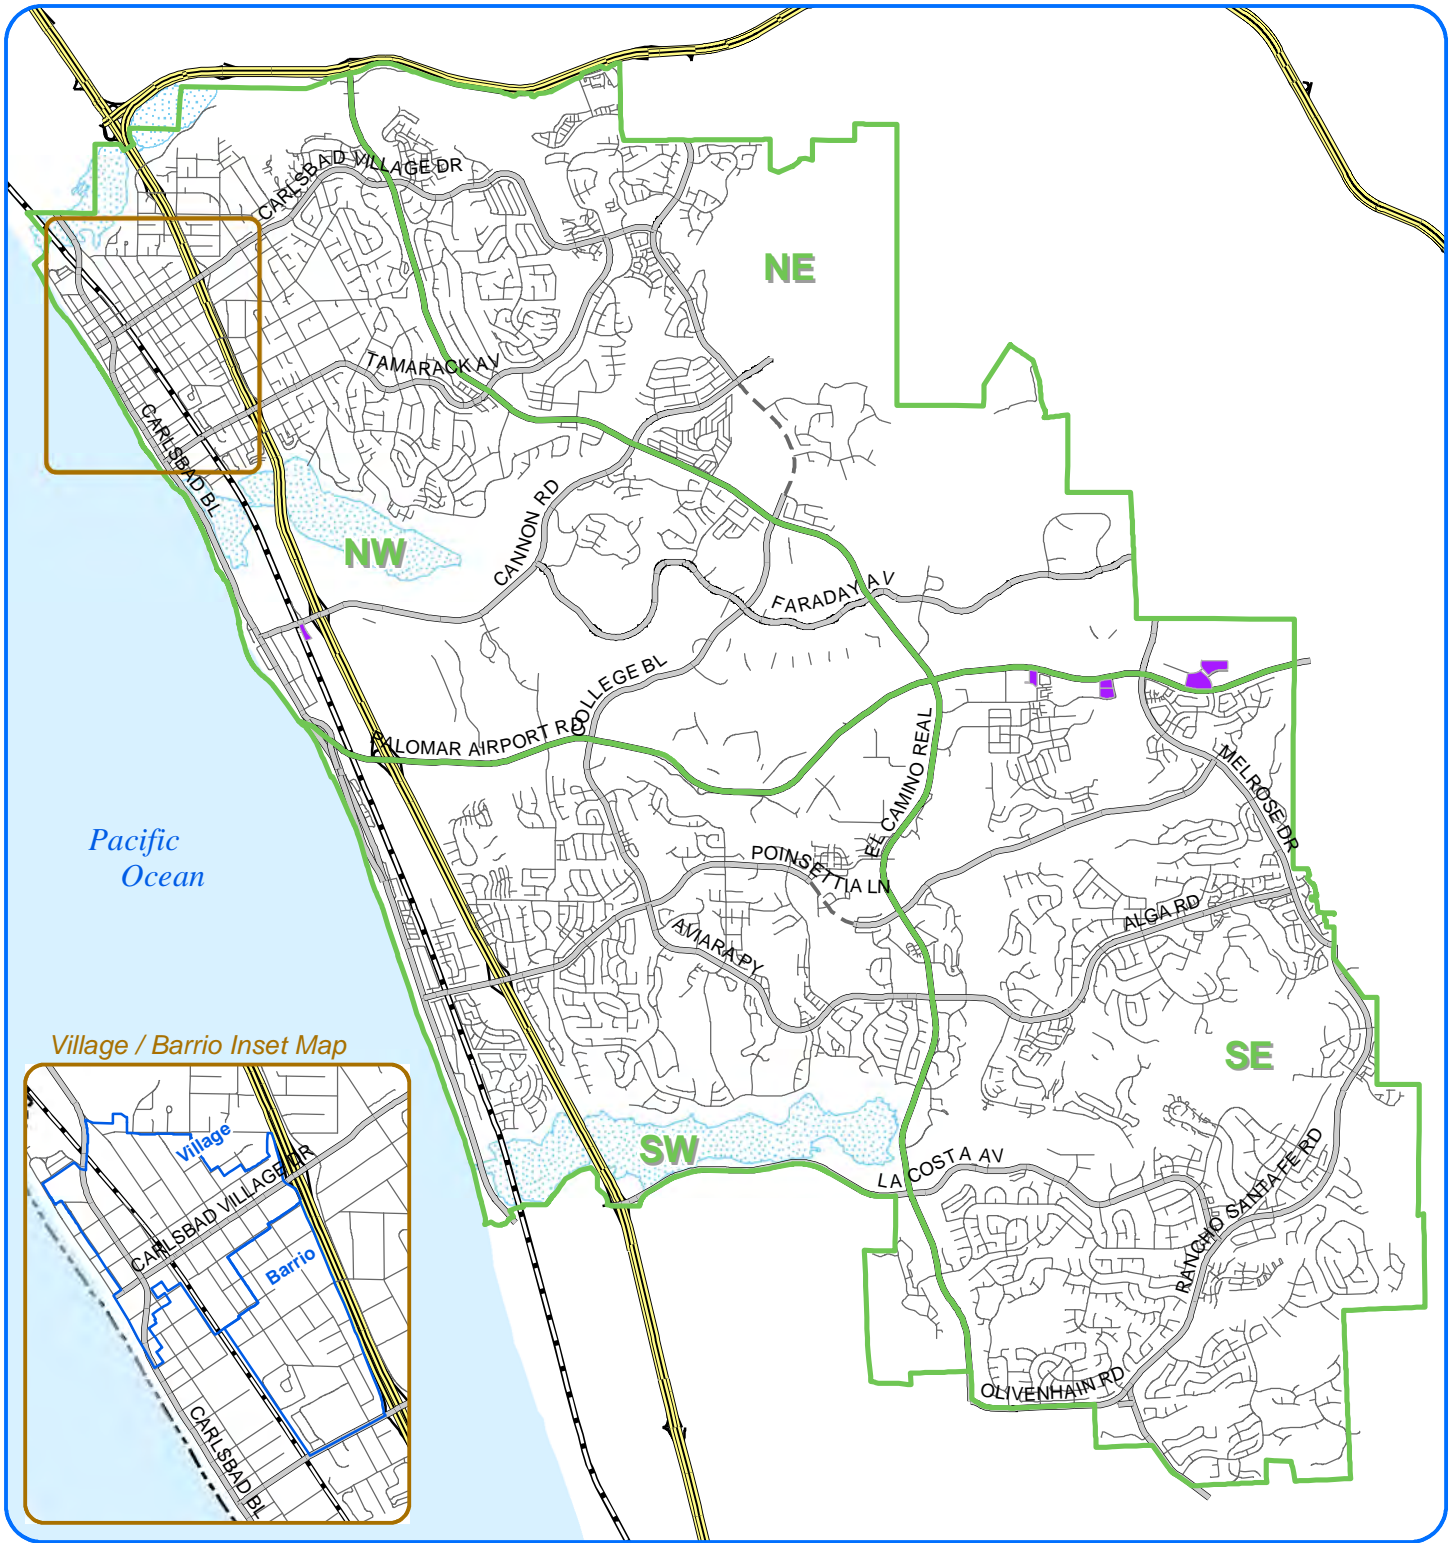 CARLSBAD VILLAGE DR
NE
TAMARACK AV
CARLSBAD BL
NW
CANNON RD
FARADAY AV
COLLEGE BL
PALOMAR AIRPORT RD
EL CAMINO REAL
MELROSE DR
Pacific
Ocean
POINSETTIA LN
ALGA RD
AVIARA PY
SE
Village / Barrio Inset Map
SW
LA COSTA AV
RANCHO SANTA FE RD
OLIVENHAIN RD
Village
CARLSBAD VILLAGE DR
Barrio
CARLSBAD BL